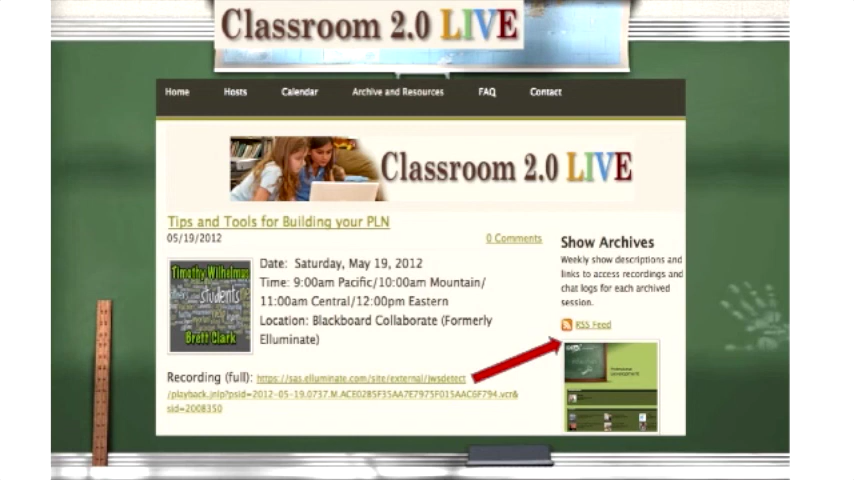 Classroom 2.0 LIVE
Home Hosts Calendar Archive and Resources FAQ Contact
Classroom 2.0 LIVE
Tips and Tools for Building your PLN
05/19/2012
0 Comments
Timothy Wilhelmus
students
Brett Clark
Date: Saturday, May 19, 2012
Time: 9:00am Pacific/10:00am Mountain/
11:00am Central/12:00pm Eastern
Location: Blackboard Collaborate (Formerly
Elluminate)
Recording (full): https://sas.elluminate.com/site/external/jwsdetect
/playback.jnlp?psid=2012-05-19.0737.M.ACE02B5F35AA7E7975F015AAC6F794.vcr&
sid=2008350
Show Archives
Weekly show descriptions and
links to access recordings and
chat logs for each archived
session.
RSS Feed